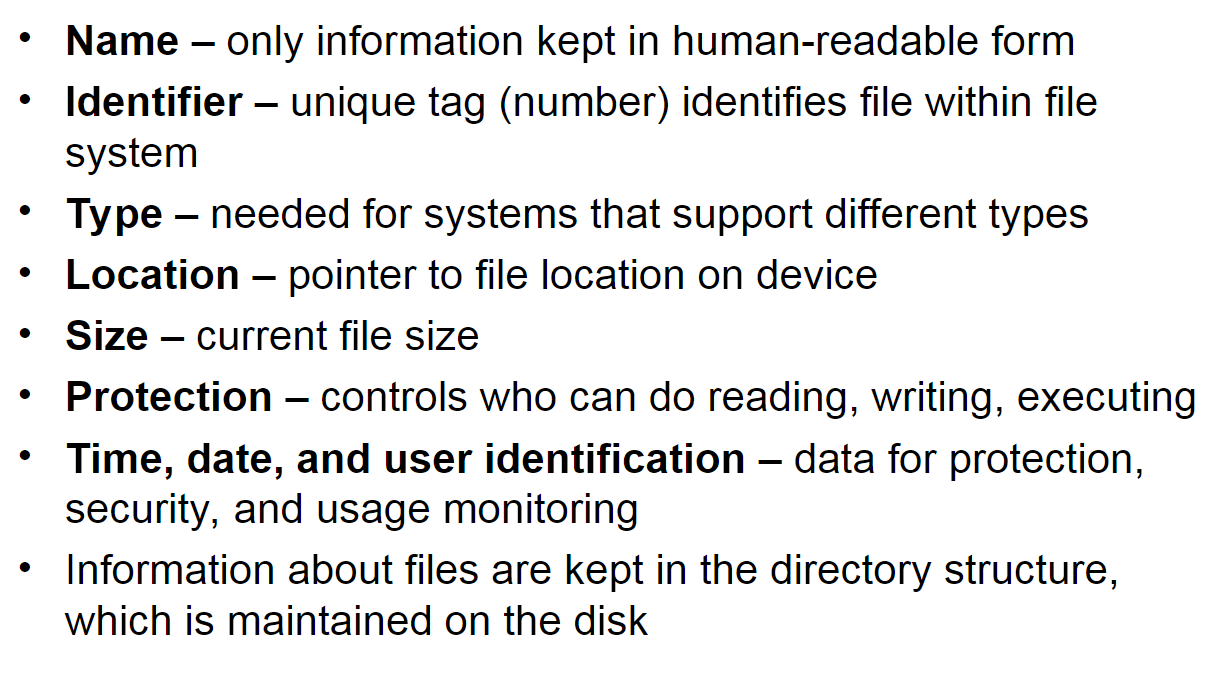 • Name – only information kept in human-readable form
• Identifier – unique tag (number) identifies file within file
system
• Type – needed for systems that support different types
• Location – pointer to file location on device
• Size – current file size
• Protection – controls who can do reading, writing, executing
• Time, date, and user identification – data for protection,
security, and usage monitoring
• Information about files are kept in the directory structure,
which is maintained on the disk